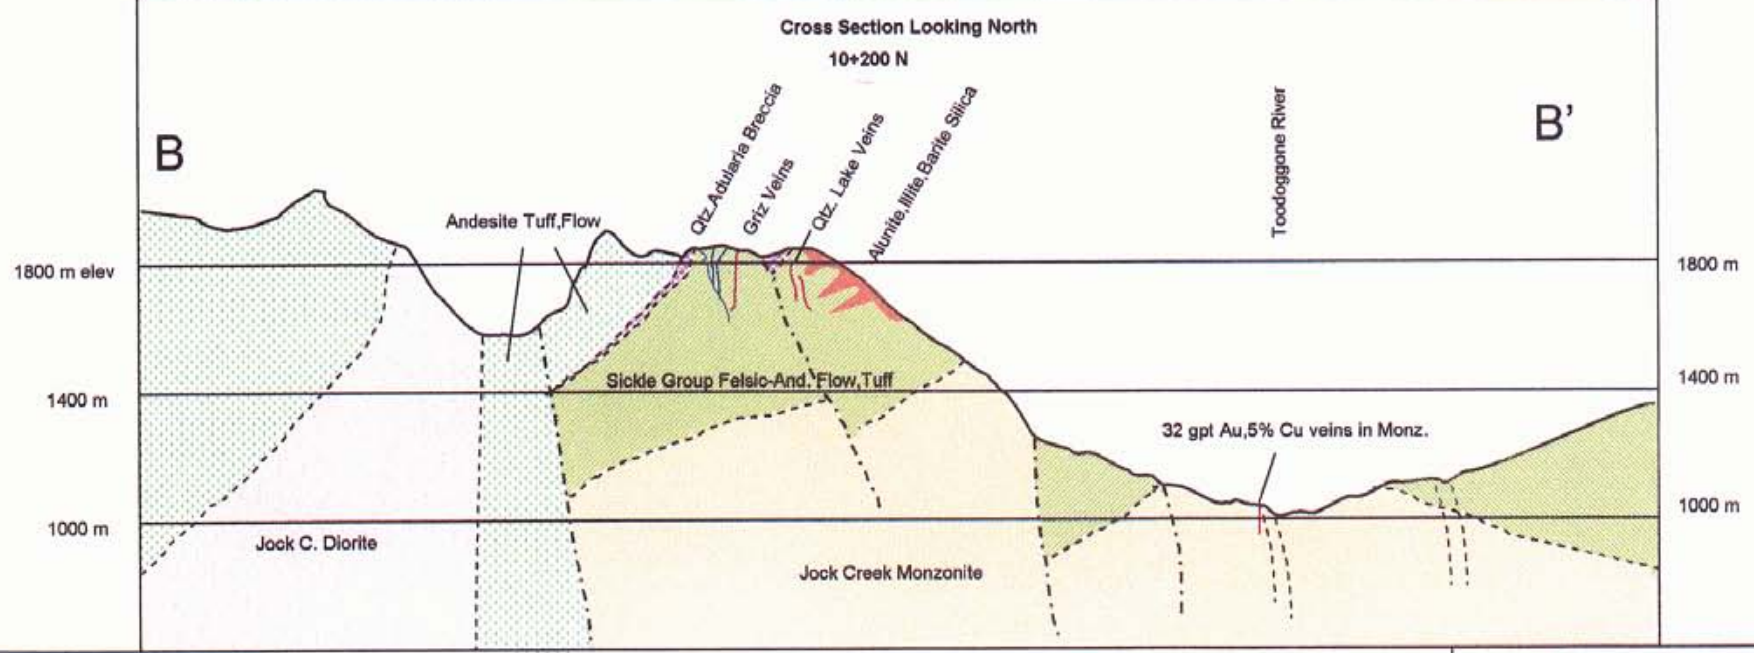 Cross Section Looking North
10+200 N
B
B'
Qtz.Adularia Breccia
Griz Veins
Qtz. Lake Veins
Alunite,Illite,Barite Silica
Toodoggone River
Andesite Tuff,Flow
1800 m elev
1800 m
Sickle Group Felsic-And. Flow,Tuff
1400 m
1400 m
32 gpt Au,5% Cu veins in Monz.
1000 m
1000 m
Jock C. Diorite
Jock Creek Monzonite